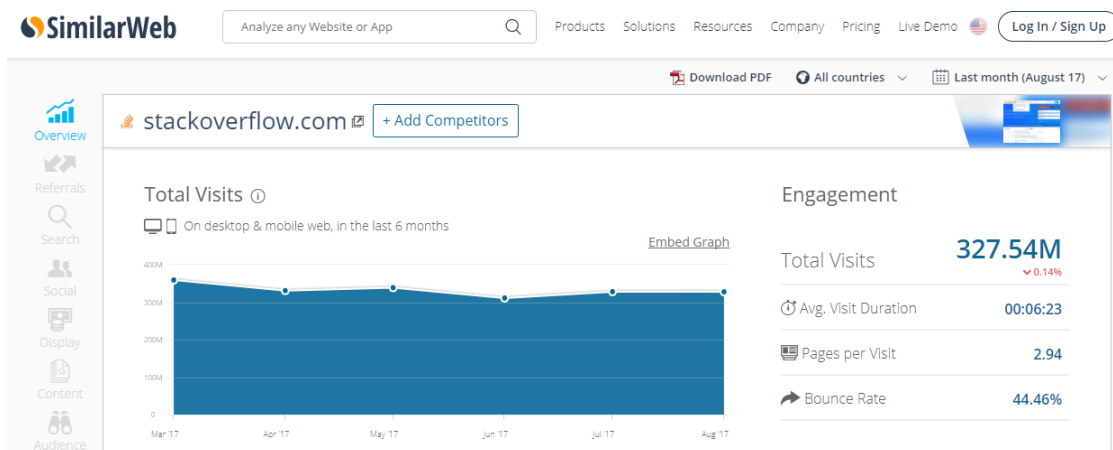 SimilarWeb
Analyze any Website or App
Products Solutions Resources Company Pricing Live Demo Log In / Sign Up
Download PDF All countries Last month (August 17)
Overview
Referrals
Search
Social
Display
Content
Audience
stackoverflow.com + Add Competitors
Total Visits
On desktop & mobile web, in the last 6 months
Embed Graph
400M
300M
200M
100M
0
Mar '17 Apr '17 May '17 Jun '17 Jul '17 Aug '17
Engagement
Total Visits 327.54M
0.14%
Avg. Visit Duration 00:06:23
Pages per Visit 2.94
Bounce Rate 44.46%